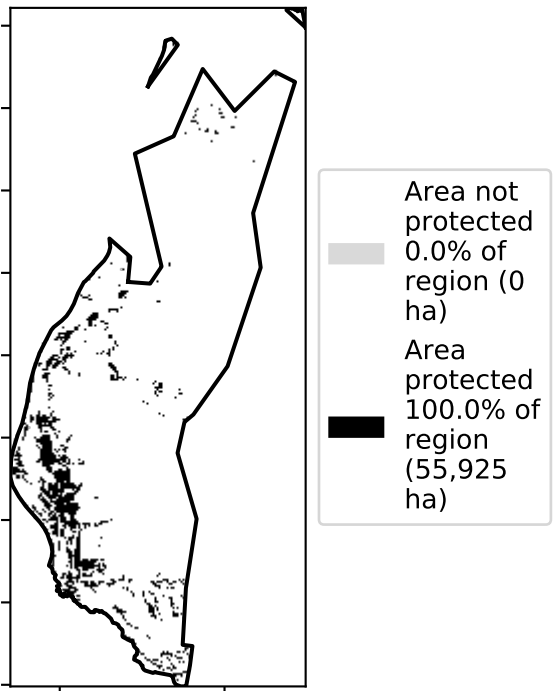 Area not
protected
0.0% of
region (0
ha)
Area
protected
100.0% of
region
(55,925
ha)